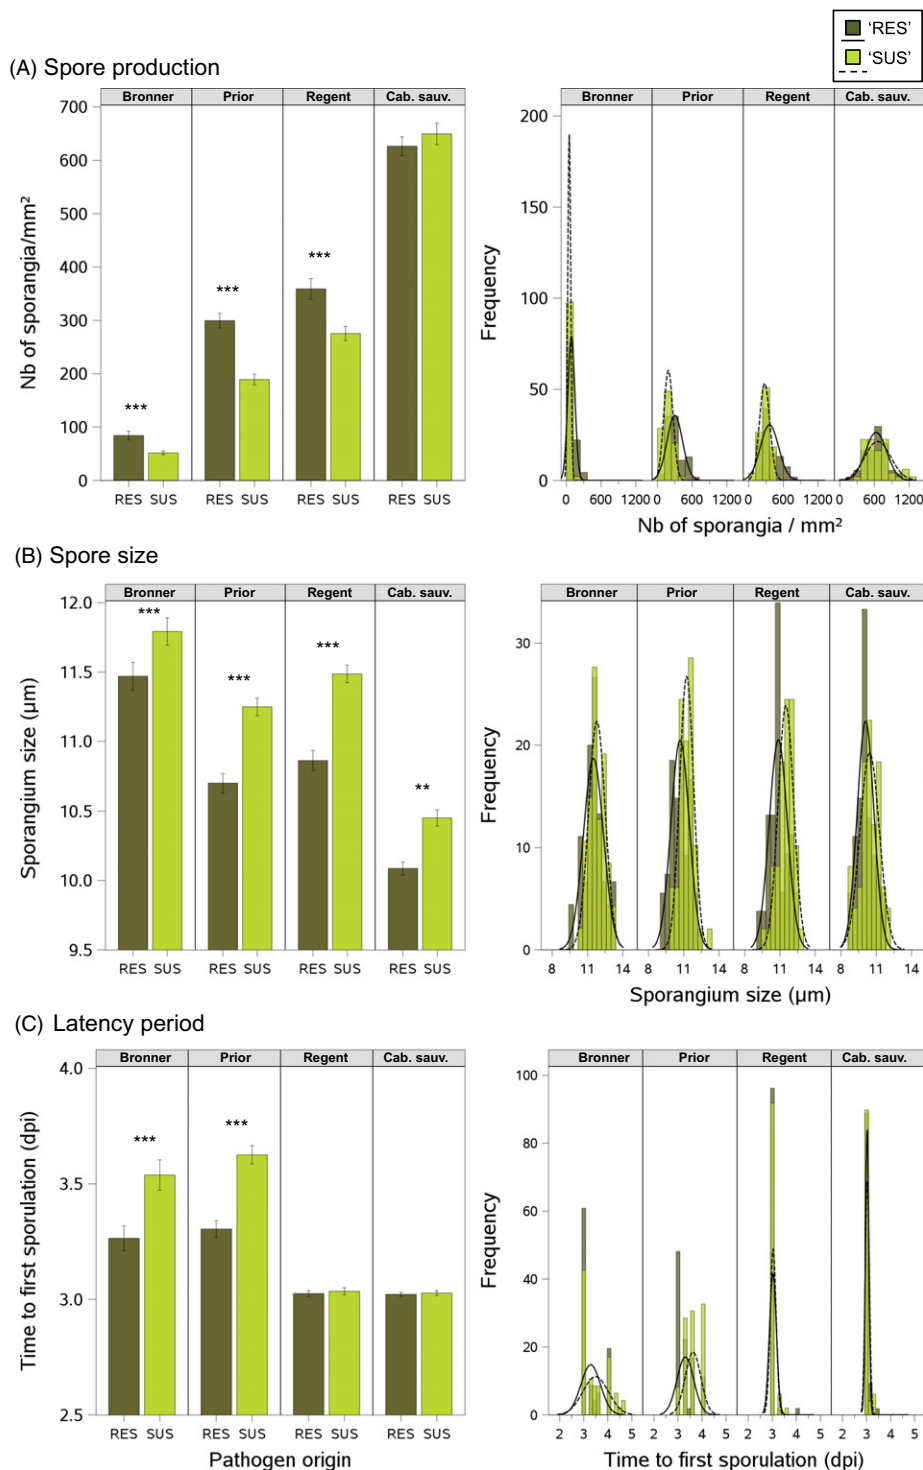 'RES'
'SUS'
(A) Spore production
Bronner Prior Regent Cab. sauv.
700
600
500
400
300
200
100
0
Nb of sporangia/mm²
*** *** ***
RES SUS RES SUS RES SUS RES SUS
Bronner Prior Regent Cab. sauv.
200
150
100
50
0
Frequency
0 600 1200 0 600 1200 0 600 1200 0 600 1200
Nb of sporangia / mm²
(B) Spore size
Bronner Prior Regent Cab. sauv.
12.0
11.5
11.0
10.5
10.0
9.5
Sporangium size (µm)
*** *** *** **
RES SUS RES SUS RES SUS RES SUS
Bronner Prior Regent Cab. sauv.
30
20
10
0
Frequency
8 11 14 8 11 14 8 11 14 8 11 14
Sporangium size (µm)
(C) Latency period
Bronner Prior Regent Cab. sauv.
4.0
3.5
3.0
2.5
Time to first sporulation (dpi)
*** ***
RES SUS RES SUS RES SUS RES SUS
Pathogen origin
Bronner Prior Regent Cab. sauv.
100
80
60
40
20
0
Frequency
2 3 4 5 2 3 4 5 2 3 4 5 2 3 4 5
Time to first sporulation (dpi)